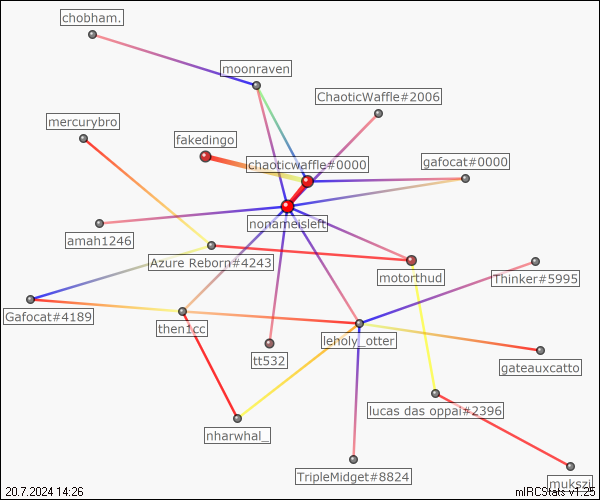 chobham.
moonraven
ChaoticWaffle#2006
mercurybro
fakedingo
chaoticwaffle#0000
gafocat#0000
nonameisleft
amah1246
Azure Reborn#4243
motorthud
Thinker#5995
Gafocat#4189
then1cc
leholy_otter
tt532
gateauxcatto
lucas das oppai#2396
nharwhal_
TripleMidget#8824
mukszi
20.7.2024 14:26
mIRCStats v1.25